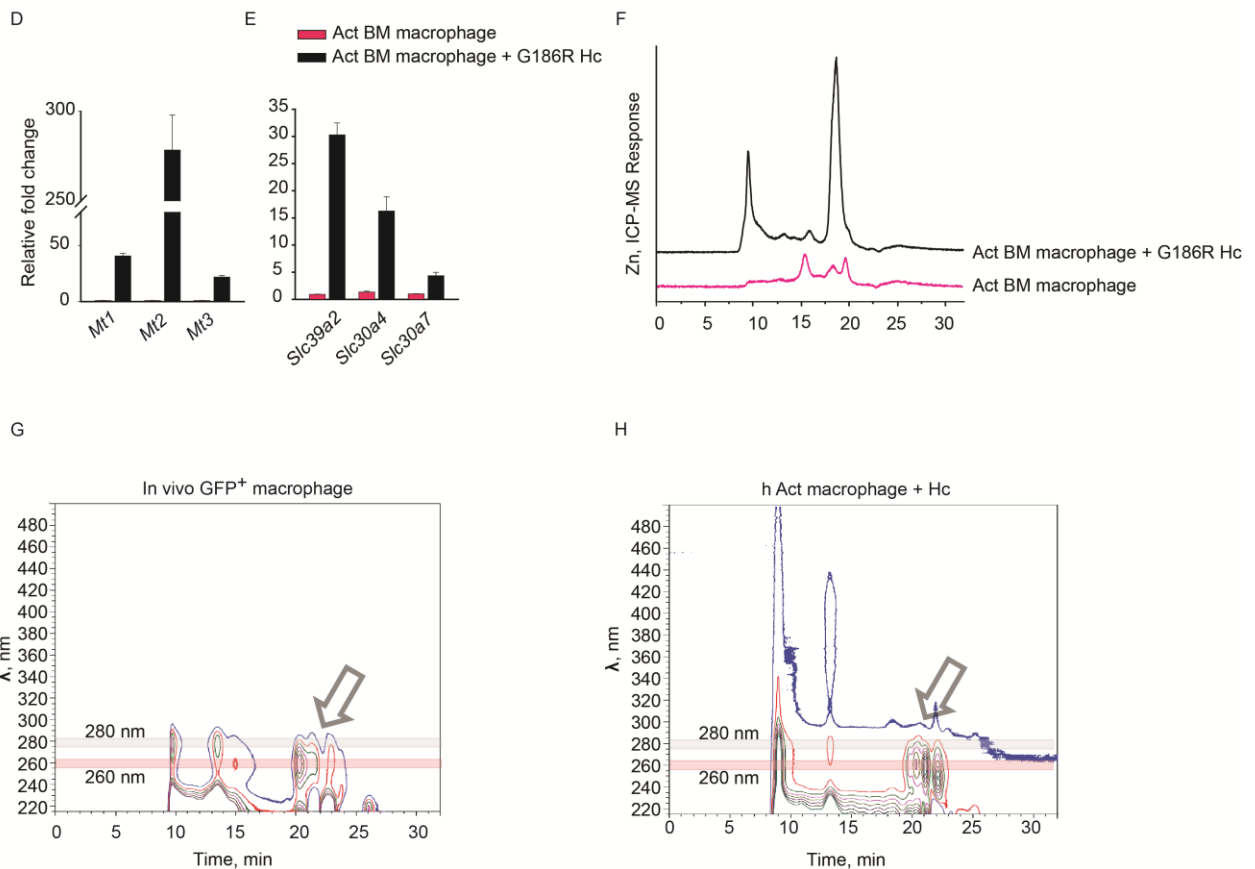 D
Relative fold change
300
250
50
0
Mt1
Mt2
Mt3
E
Act BM macrophage
Act BM macrophage + G186R Hc
35
30
25
20
15
10
5
0
Slc39a2
Slc30a4
Slc30a7
F
Zn, ICP-MS Response
Act BM macrophage + G186R Hc
Act BM macrophage
0 5 10 15 20 25 30
G
In vivo GFP+ macrophage
λ, nm
480
460
440
420
400
380
360
340
320
300
280
260
240
220
280 nm
260 nm
0 10 15 20 30
Time, min
H
h Act macrophage + Hc
λ, nm
480
460
440
420
400
380
360
340
320
300
280
260
240
220
280 nm
260 nm
0 10 15 20 30
Time, min